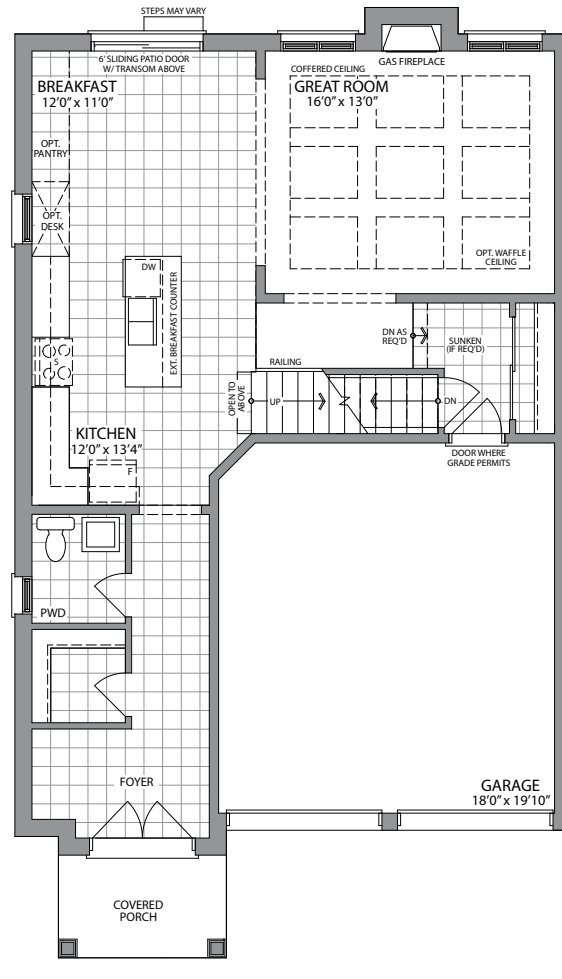 STEPS MAY VARY
6' SLIDING PATIO DOOR
W/ TRANSOM ABOVE
BREAKFAST
12'0" x 11'0"
COFFERED CEILING
GAS FIREPLACE
GREAT ROOM
16'0" x 13'0"
OPT.
PANTRY
OPT.
DESK
OPT. WAFFLE
CEILING
DW
EXT. BREAKFAST COUNTER
DN AS
REQ'D
SUNKEN
(IF REQ'D)
S
RAILING
OPEN TO
ABOVE
UP
DN
KITCHEN
12'0" x 13'4"
F
DOOR WHERE
GRADE PERMITS
PWD
FOYER
GARAGE
18'0" x 19'10"
COVERED
PORCH